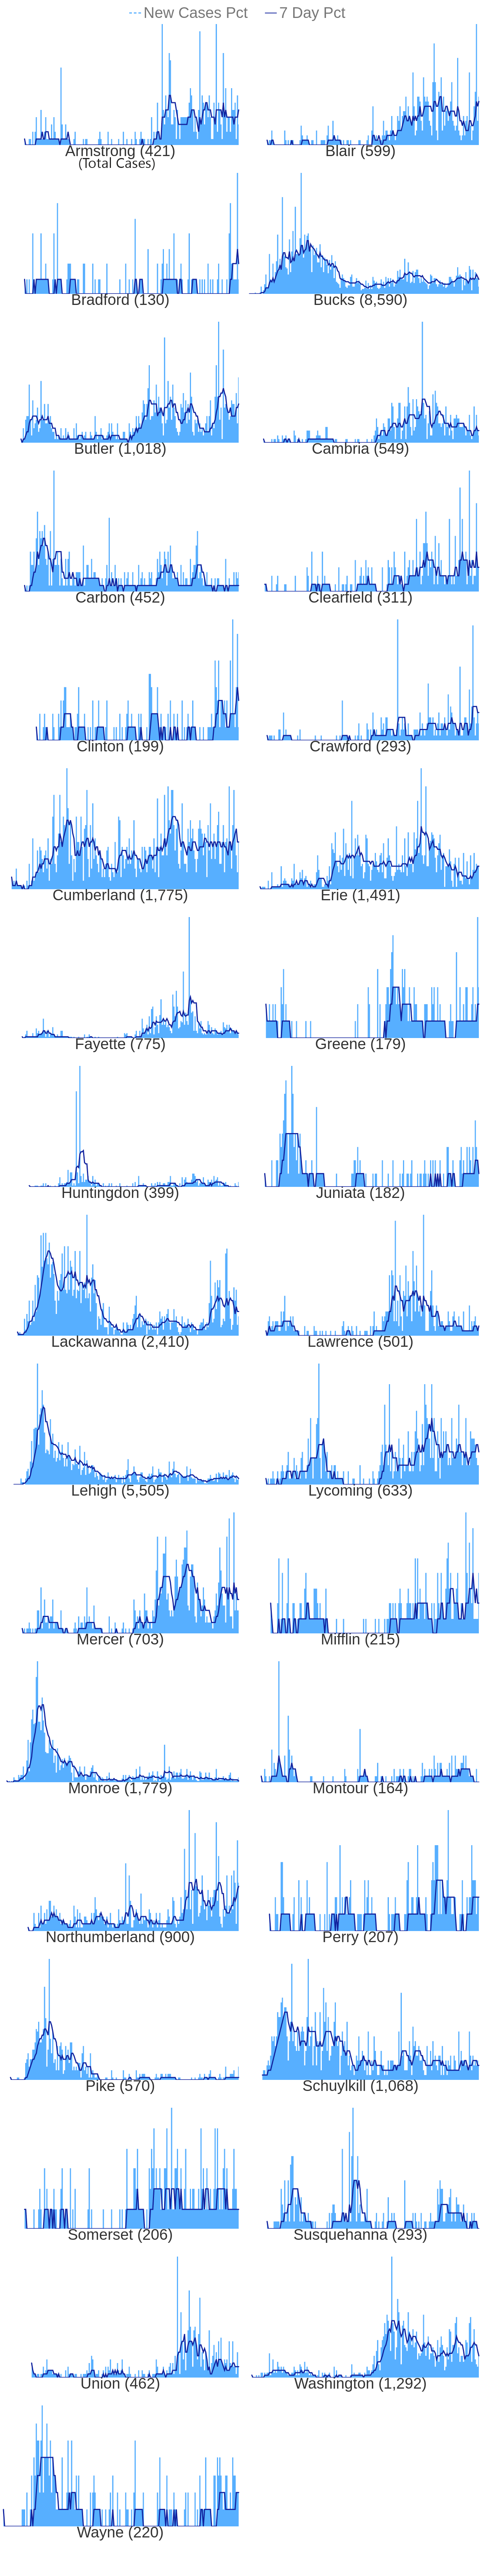 New Cases Pct 7 Day Pct
Armstrong (421) Blair (599)
(Total Cases)
Bradford (130) Bucks (8,590)
Butler (1,018) Cambria (549)
Carbon (452) Clearfield (311)
Clinton (199) Crawford (293)
Cumberland (1,775) Erie (1,491)
Fayette (775) Greene (179)
Huntingdon (399) Juniata (182)
Lackawanna (2,410) Lawrence (501)
Lehigh (5,505) Lycoming (633)
Mercer (703) Mifflin (215)
Monroe (1,779) Montour (164)
Northumberland (900) Perry (207)
Pike (570) Schuylkill (1,068)
Somerset (206) Susquehanna (293)
Union (462) Washington (1,292)
Wayne (220)